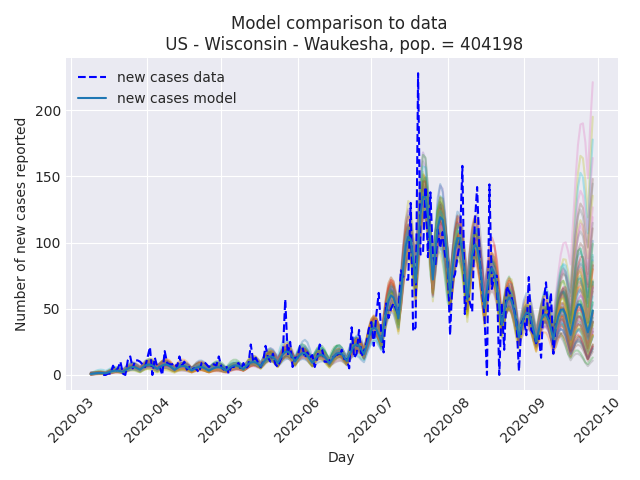 Model comparison to data
US - Wisconsin - Waukesha, pop. = 404198
new cases data
new cases model
Number of new cases reported
200
150
100
50
0
2020-03
2020-04
2020-05
2020-06
2020-07
2020-08
2020-09
2020-10
Day